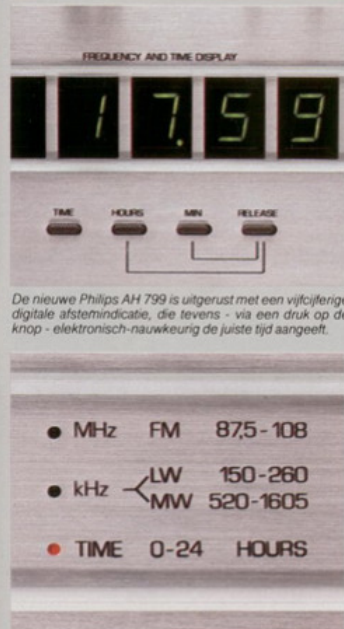 FREQUENCY AND TIME DISPLAY
17.59
TIME HOURS MIN RELEASE
De nieuwe Philips AH 799 is uitgerust met een vijfcijferige
digitale afstemindicatie, die tevens - via een druk op de
knop - elektronisch-nauwkeurig de juiste tijd aangeeft.
MHz FM 87,5-108
kHz LW 150-260
MW 520-1605
TIME 0-24 HOURS